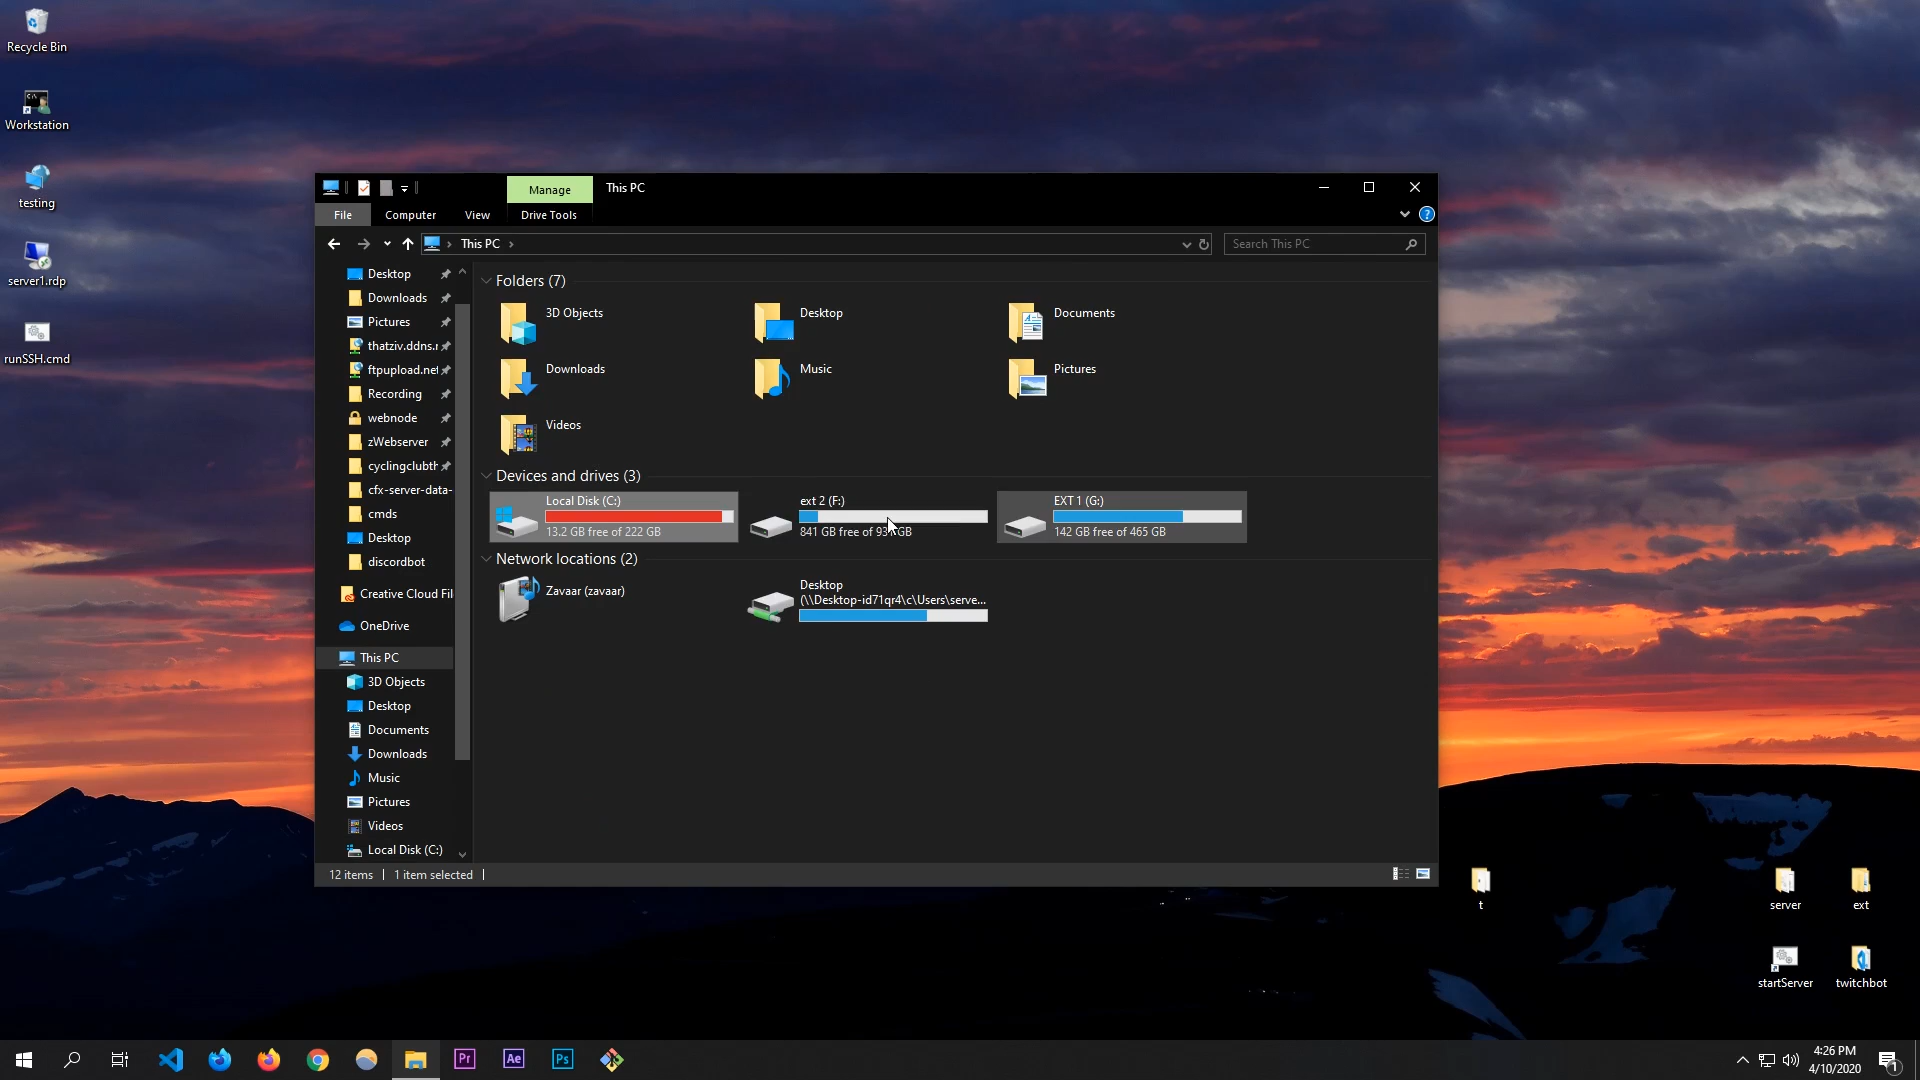 Recycle Bin
Workstation
testing
server1.rdp
runSSH.cmd
Manage
This PC
File
Computer
View
Drive Tools
This PC
Search This PC
Desktop
Downloads
Pictures
thatziv.ddns.r
ftpupload.net
Recording
webnode
zWebserver
cyclingclubth
cfx-server-data-
cmds
Desktop
discordbot
Creative Cloud Fil
OneDrive
This PC
3D Objects
Desktop
Documents
Downloads
Music
Pictures
Videos
Local Disk (C:)
Folders (7)
3D Objects
Desktop
Documents
Downloads
Music
Pictures
Videos
Devices and drives (3)
Local Disk (C:)
13.2 GB free of 222 GB
ext 2 (F:)
841 GB free of
GB
EXT 1 (G:)
142 GB free of 465 GB
Network locations (2)
Zavaar (zavaar)
Desktop
(\\Desktop-id71qr4\c\Users\serve...
12 items
1 item selected
t
server
ext
startServer
twitchbot
Pr
Ae
Ps
4:26 PM
4/10/2020
1